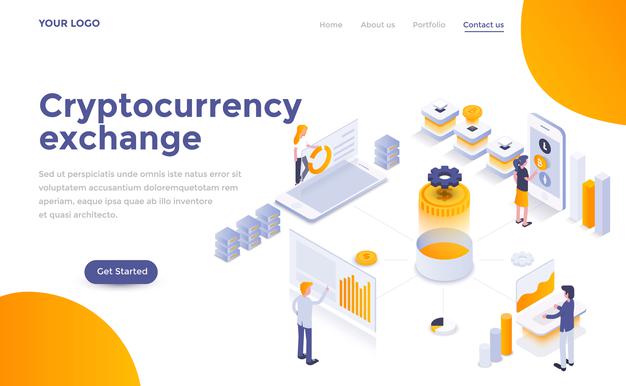 YOUR LOGO
Home
About us
Portfolio
Contact us
Cryptocurrency
exchange
Sed ut perspiciatis unde omnis iste natus error sit
voluptatem accusantium doloremquetotam rem
aperiam, eaque ipsa quae ab illo inventore
et quasi architecto.
Get Started